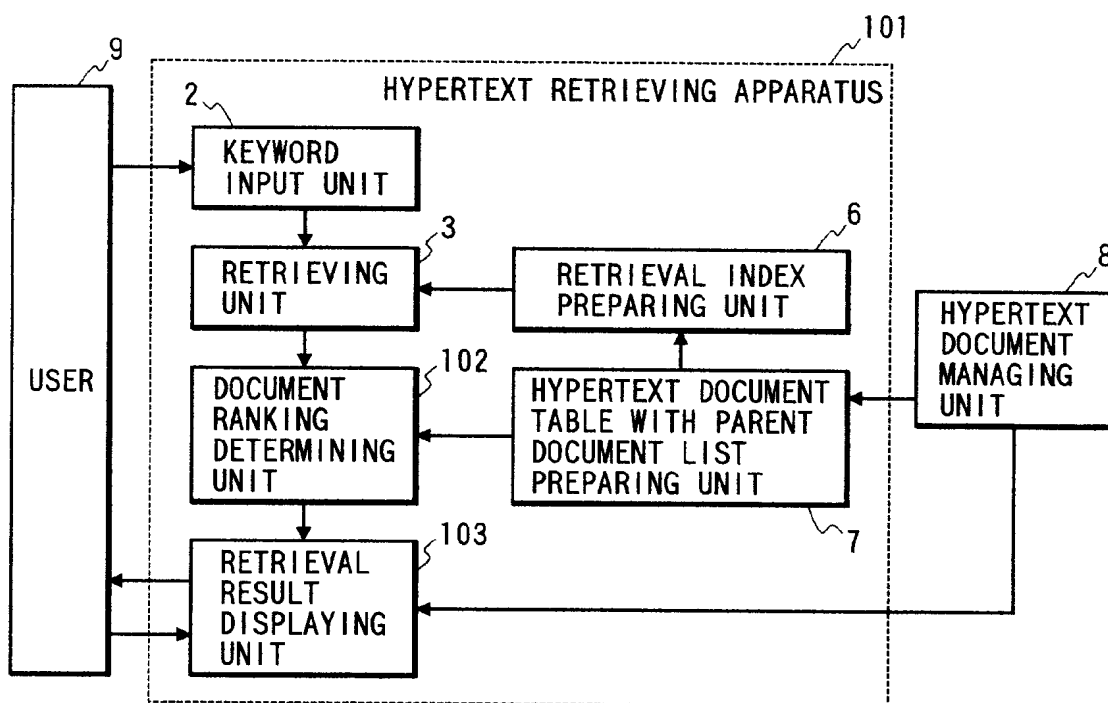 101
9
HYPERTEXT RETRIEVING APPARATUS
2
KEYWORD
INPUT UNIT
3
RETRIEVING
UNIT
6
RETRIEVAL INDEX
PREPARING UNIT
8
HYPERTEXT
DOCUMENT
MANAGING
UNIT
USER
102
DOCUMENT
RANKING
DETERMINING
UNIT
HYPERTEXT DOCUMENT
TABLE WITH PARENT
DOCUMENT LIST
PREPARING UNIT
7
103
RETRIEVAL
RESULT
DISPLAYING
UNIT